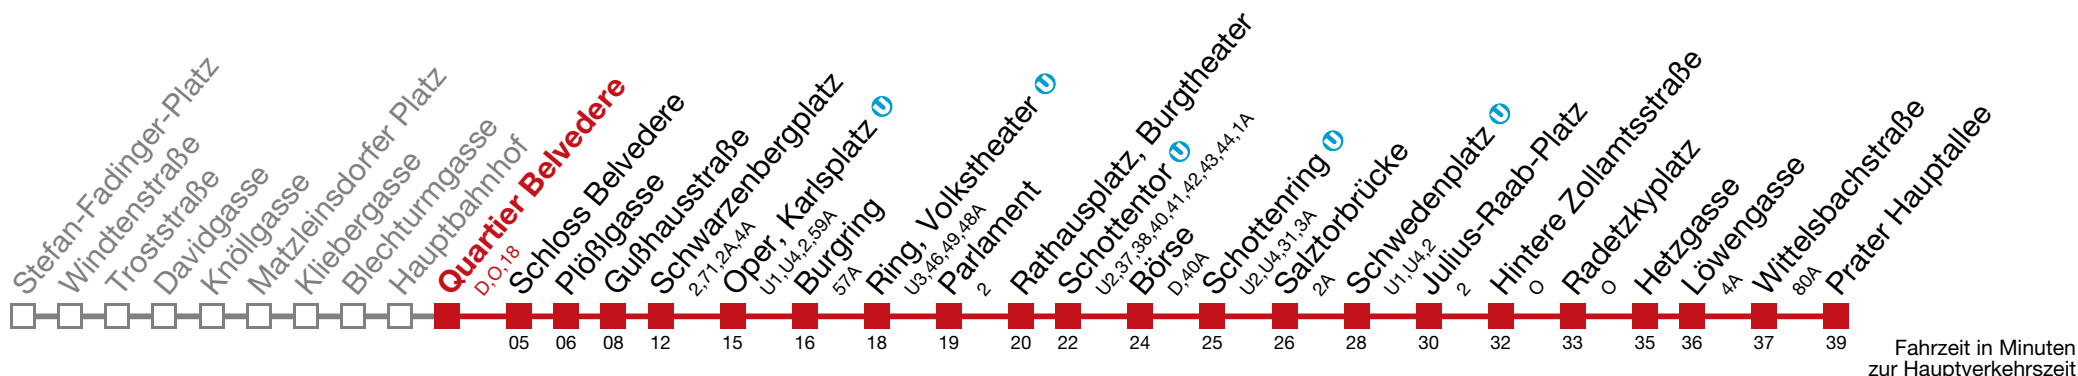 Stefan-Fadinger-Platz
Windtenstraße
Troststraße
Davidgasse
Knöllgasse
Matzleinsdorfer Platz
Kliebergasse
Blechturmgasse
Hauptbahnhof
Quartier Belvedere
D,O,18
Schloss Belvedere
Plößlgasse
Gußhausstraße
Schwarzenbergplatz
2,71,2A,4A
Oper, Karlsplatz U
U1,U4,2,59A
Burgring
57A
Ring, Volkstheater U
U3,46,49,48A
Parlament
2
Rathausplatz, Burgtheater
Schottentor U
U2,37,38,40,41,42,43,44,1A
Börse
D,40A
Schottenring U
U2,U4,31,3A
Salztorbrücke
2A
Schwedenplatz U
U1,U4,2
Julius-Raab-Platz
2
Hintere Zollamtsstraße
O
Radetzkyplatz
O
Hetzgasse
Löwengasse
4A
Wittelsbachstraße
80A
Prater Hauptallee
05 06 08 12 15 16 18 19 20 22 24 25 26 28 30 32 33 35 36 37 39
Fahrzeit in Minuten
zur Hauptverkehrszeit